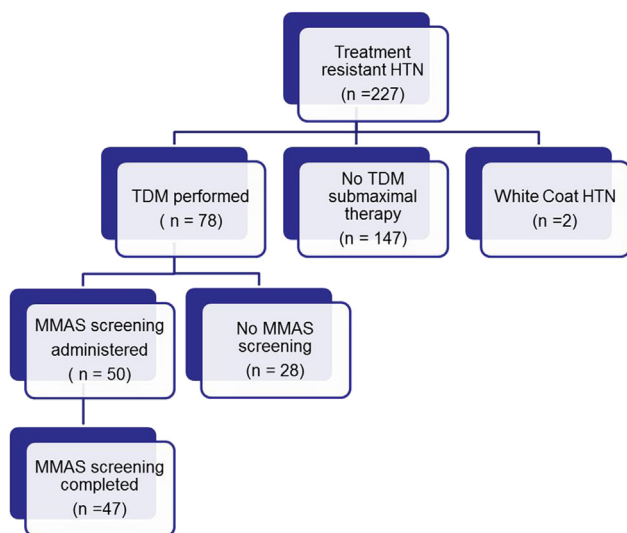 Treatment
resistant HTN
(n =227)
TDM performed
( n = 78)
No TDM
submaximal
therapy
(n = 147)
White Coat HTN
(n =2)
MMAS screening
administered
( n = 50)
No MMAS
screening
(n = 28)
MMAS screening
completed
(n =47)